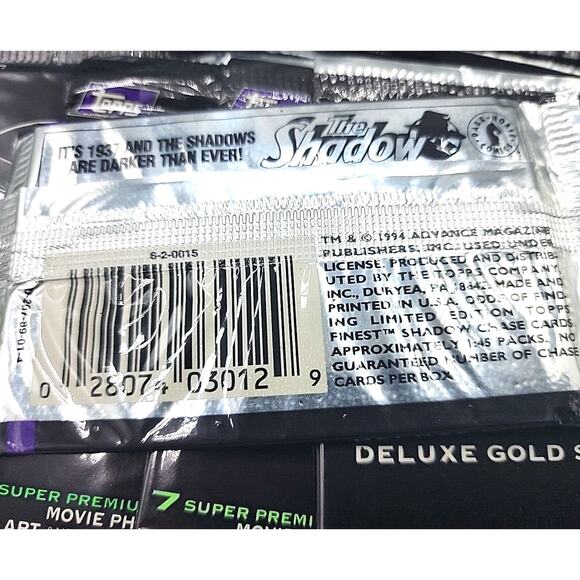 TOPPS
IT'S 1937 AND THE SHADOWS
ARE DARKER THAN EVER!
The
Shadow
DARK HORSE
COMICS
TM & © 1994 ADVANCE MAGAZINE
PUBLISHERS, INC. USED UNDER
LICENSE. PRODUCED AND DISTRIB-
UTED BY THE TOPPS COMPANY,
INC., DURYEA, PA 18642. MADE AND
PRINTED IN U.S.A. ODDS OF FIND-
ING LIMITED EDITION TOPPS
FINEST™ SHADOW CHASE CARDS
APPROXIMATELY 1:45 PACKS. NO
GUARANTEED NUMBER OF CHASE
CARDS PER BOX
6-2-0015
0 28074 03012 9
DELUXE GOLD S
SUPER PREMIU
MOVIE PH
ART
7 SUPER PREMI